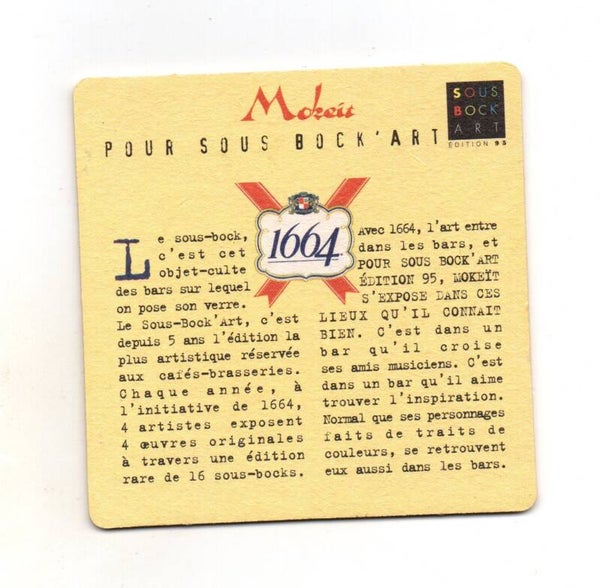 Mokeït
POUR SOUS BOCK'ART
SOUS
BOCK'
ART
ÉDITION 95
1664
Le sous-bock,
c'est cet
objet-culte
des bars sur lequel
on pose son verre.
Le Sous-Bock'Art, c'est
depuis 5 ans l'édition la
plus artistique réservée
aux cafés-brasseries.
Chaque année, à
l'initiative de 1664,
4 artistes exposent
4 œuvres originales
à travers une édition
rare de 16 sous-bocks.
Avec 1664, l'art entre
dans les bars, et
POUR SOUS BOCK'ART
ÉDITION 95, MOKEÏT
S'EXPOSE DANS CES
LIEUX QU'IL CONNAIT
BIEN. C'est dans un
bar qu'il croise
ses amis musiciens. C'est
dans un bar qu'il aime
trouver l'inspiration.
Normal que ses personnages
faits de traits de
couleurs, se retrouvent
eux aussi dans les bars.